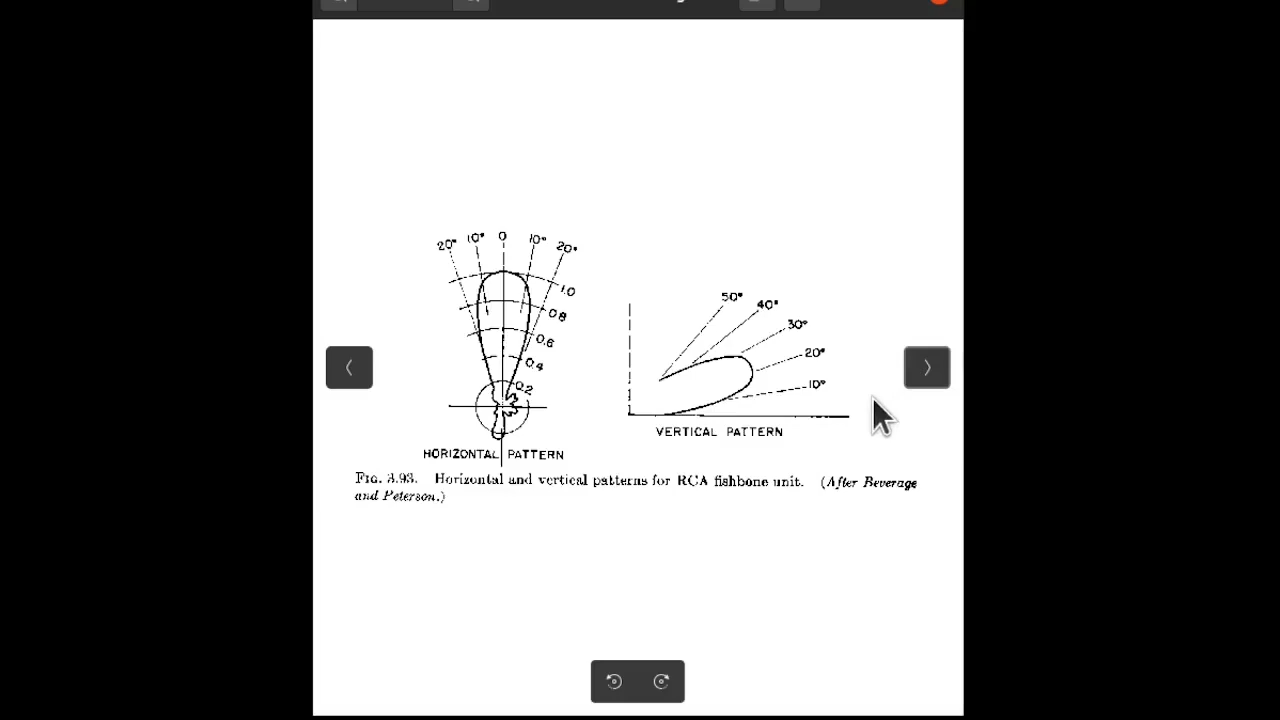 20° 10° 0 10° 20°
1.0
0.8
0.6
0.4
0.2
HORIZONTAL PATTERN
50°
40°
30°
20°
10°
VERTICAL PATTERN
FIG. 3.93. Horizontal and vertical patterns for RCA fishbone unit. (After Beverage
and Peterson.)